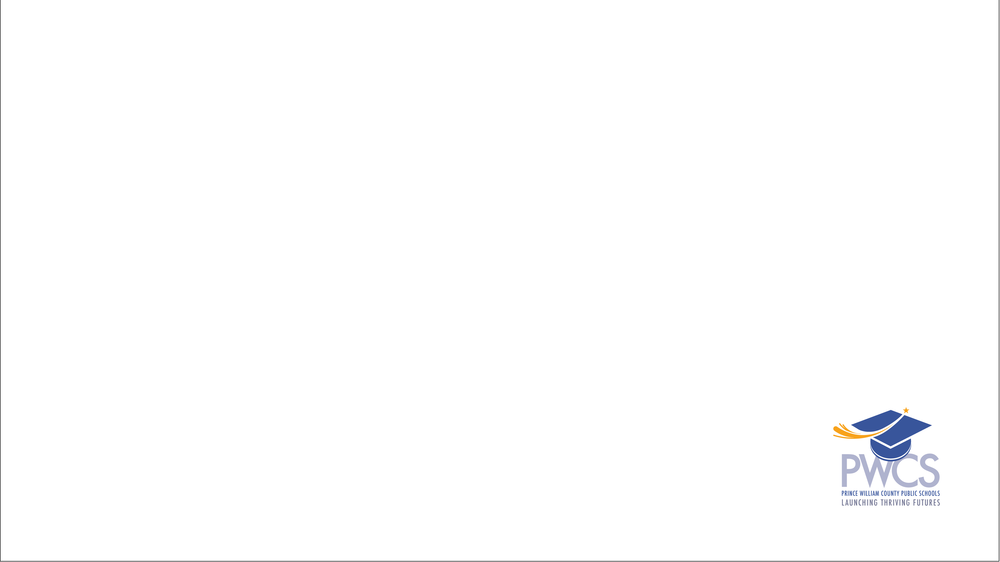 PWCS
PRINCE WILLIAM COUNTY PUBLIC SCHOOLS
LAUNCHING THRIVING FUTURES